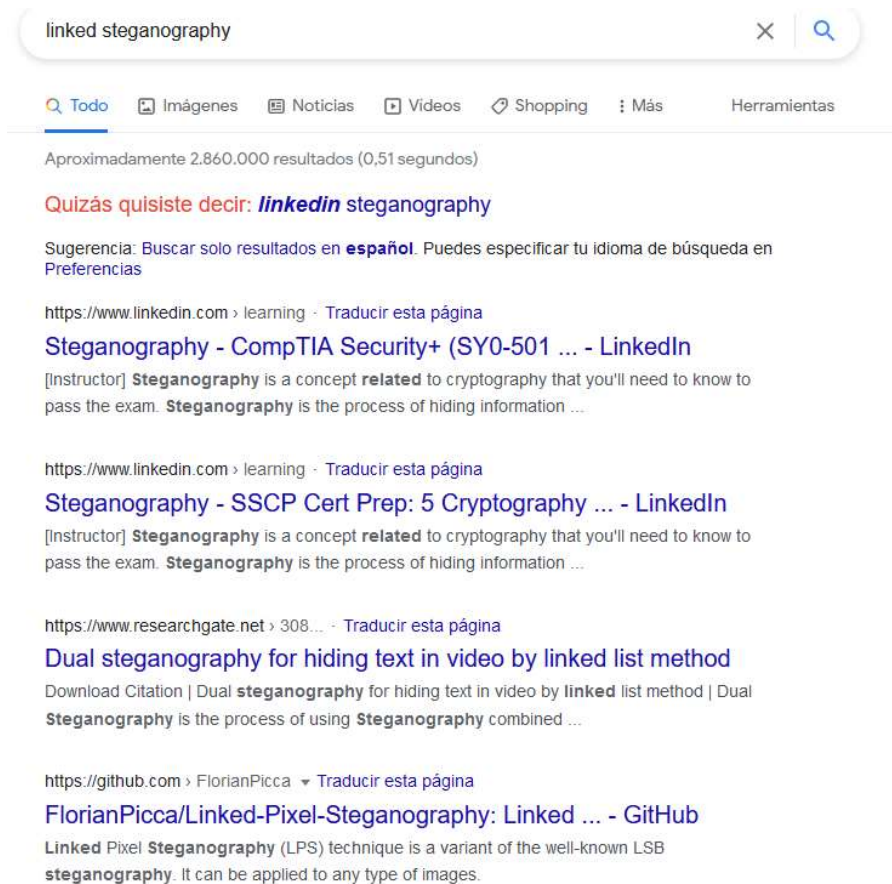 linked steganography
Todo Imágenes Noticias Videos Shopping Más Herramientas
Aproximadamente 2.860.000 resultados (0,51 segundos)
Quizás quisiste decir: linkedin steganography
Sugerencia: Buscar solo resultados en español. Puedes especificar tu idioma de búsqueda en
Preferencias
https://www.linkedin.com › learning · Traducir esta página
Steganography - CompTIA Security+ (SY0-501 ... - LinkedIn
[Instructor] Steganography is a concept related to cryptography that you'll need to know to
pass the exam. Steganography is the process of hiding information ...
https://www.linkedin.com › learning · Traducir esta página
Steganography - SSCP Cert Prep: 5 Cryptography ... - LinkedIn
[Instructor] Steganography is a concept related to cryptography that you'll need to know to
pass the exam. Steganography is the process of hiding information ...
https://www.researchgate.net › 308... · Traducir esta página
Dual steganography for hiding text in video by linked list method
Download Citation | Dual steganography for hiding text in video by linked list method | Dual
Steganography is the process of using Steganography combined ...
https://github.com › FlorianPicca Traducir esta página
FlorianPicca/Linked-Pixel-Steganography: Linked ... - GitHub
Linked Pixel Steganography (LPS) technique is a variant of the well-known LSB
steganography. It can be applied to any type of images.